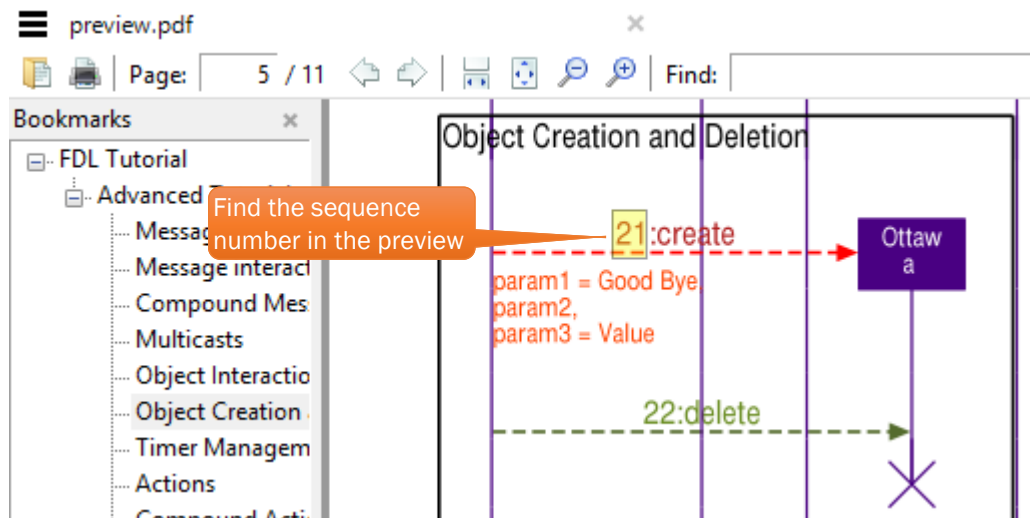 preview.pdf
Page: 5 / 11 Find:
Bookmarks
FDL Tutorial
Advanced
Messag
Message interact
Compound Mes
Multicasts
Object Interactio
Object Creation
Timer Managem
Actions
Find the sequence
number in the preview
Object Creation and Deletion
21:create
Ottaw
a
param1 = Good Bye,
param2,
param3 = Value
22:delete